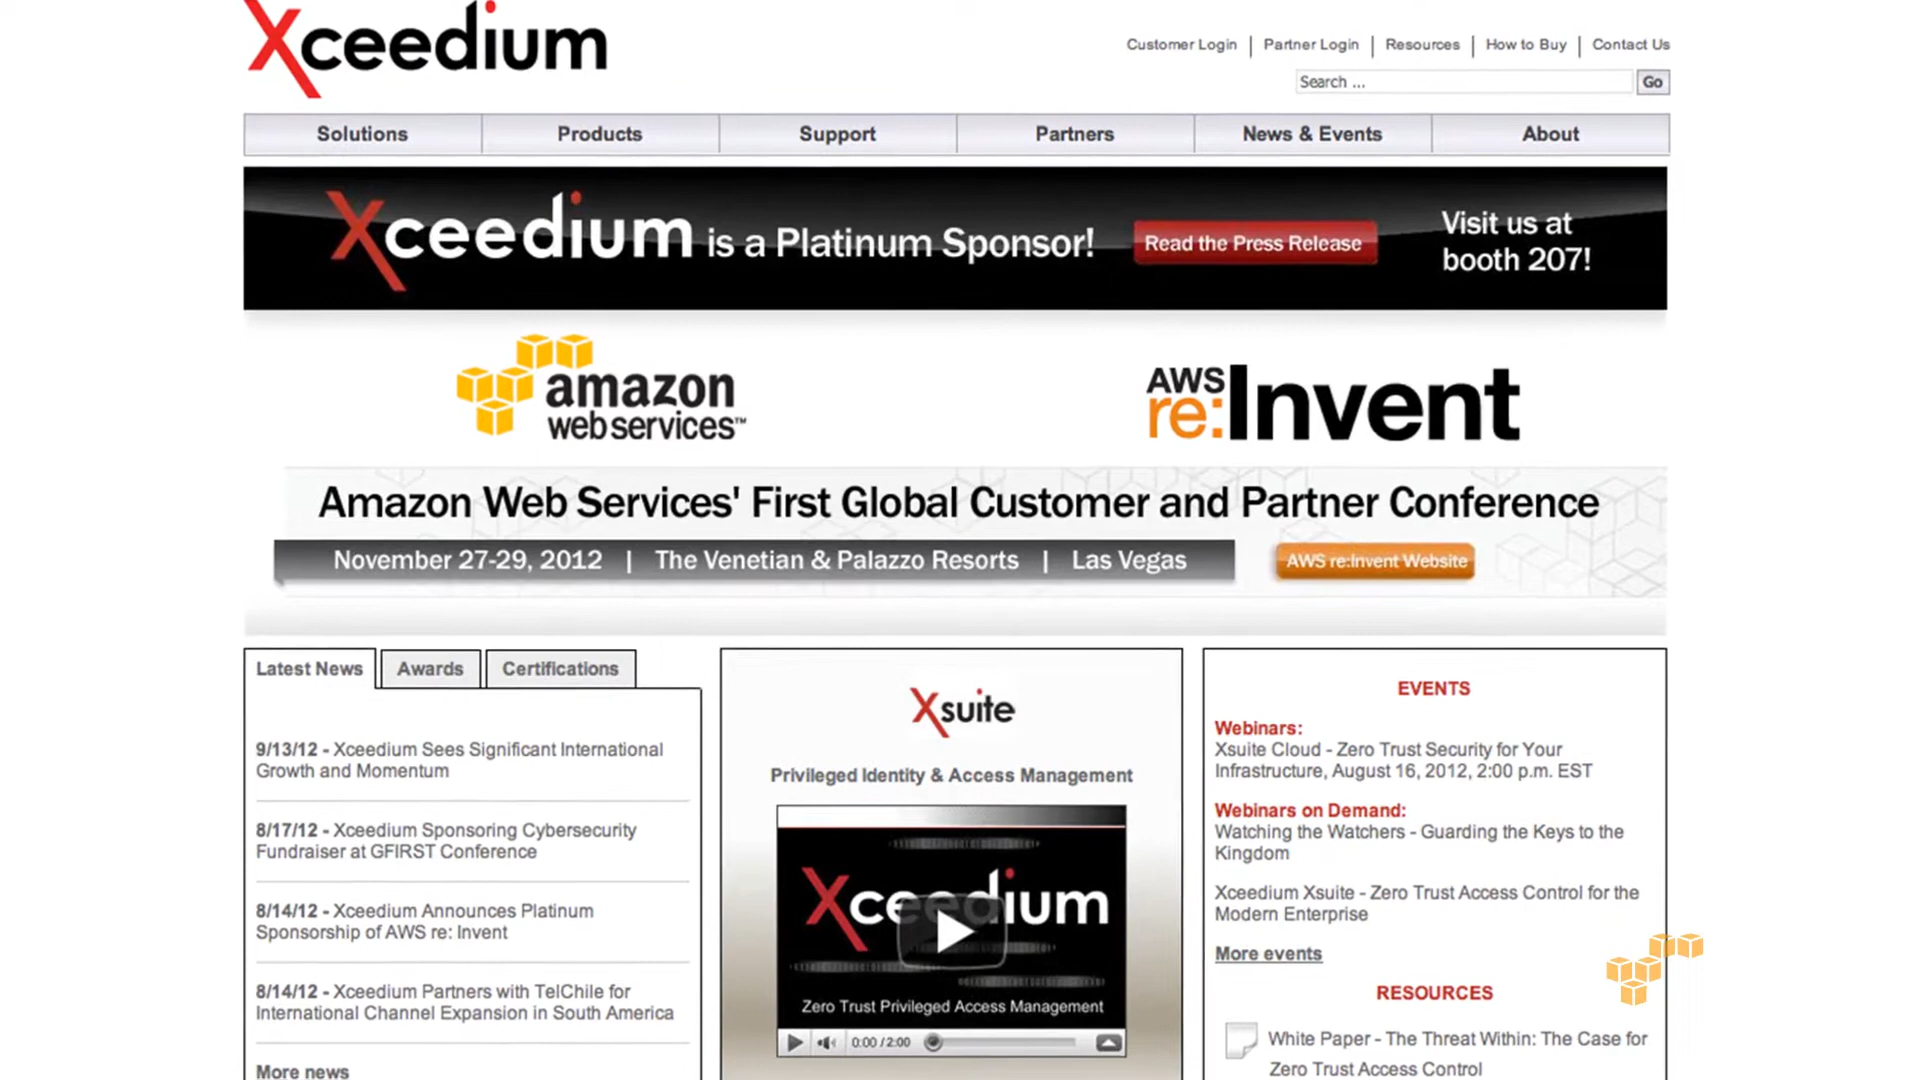 Xceedium
Customer Login | Partner Login | Resources | How to Buy | Contact Us
Search ...
Go
Solutions
Products
Support
Partners
News & Events
About
Xceedium is a Platinum Sponsor!
Read the Press Release
Visit us at
booth 207!
amazon
web services™
AWS
re:Invent
Amazon Web Services' First Global Customer and Partner Conference
November 27-29, 2012 | The Venetian & Palazzo Resorts | Las Vegas
AWS re:Invent Website
Latest News
Awards
Certifications
9/13/12 - Xceedium Sees Significant International
Growth and Momentum
8/17/12 - Xceedium Sponsoring Cybersecurity
Fundraiser at GFIRST Conference
8/14/12 - Xceedium Announces Platinum
Sponsorship of AWS re: Invent
8/14/12 - Xceedium Partners with TelChile for
International Channel Expansion in South America
More news
Xsuite
Privileged Identity & Access Management
Xceedium
Zero Trust Privileged Access Management
0:00 / 2:00
EVENTS
Webinars:
Xsuite Cloud - Zero Trust Security for Your
Infrastructure, August 16, 2012, 2:00 p.m. EST
Webinars on Demand:
Watching the Watchers - Guarding the Keys to the
Kingdom
Xceedium Xsuite - Zero Trust Access Control for the
Modern Enterprise
More events
RESOURCES
White Paper - The Threat Within: The Case for
Zero Trust Access Control